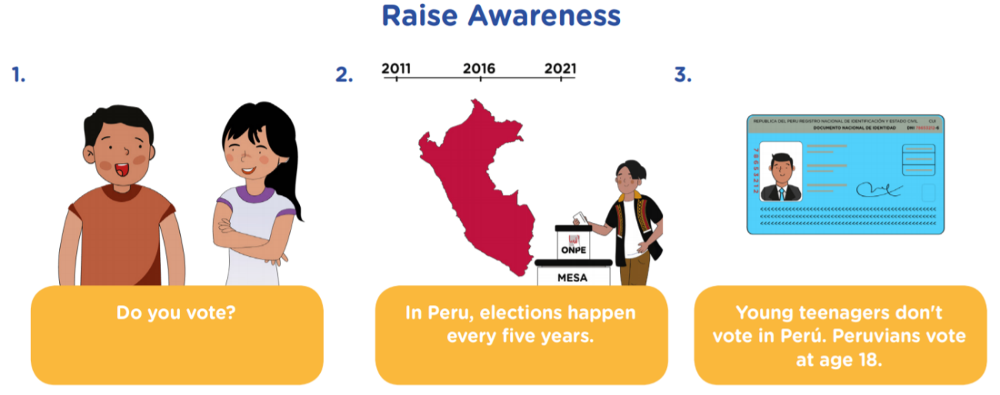 Raise Awareness
1.
Do you vote?
2.
2011 2016 2021
ONPE
MESA
In Peru, elections happen
every five years.
3.
REPUBLICA DEL PERU REGISTRO NACIONAL DE IDENTIFICACIÓN Y ESTADO CIVIL CUI
DOCUMENTO NACIONAL DE IDENTIDAD DNI
78653212
Young teenagers don't
vote in Perú. Peruvians vote
at age 18.